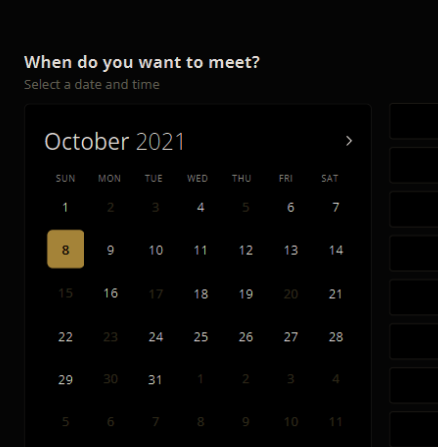 When do you want to meet?
Select a date and time
October 2021
SUN MON TUE WED THU FRI SAT
1 2 3 4 5 6 7
8 9 10 11 12 13 14
15 16 17 18 19 20 21
22 23 24 25 26 27 28
29 30 31 1 2 3 4
5 6 7 8 9 10 11